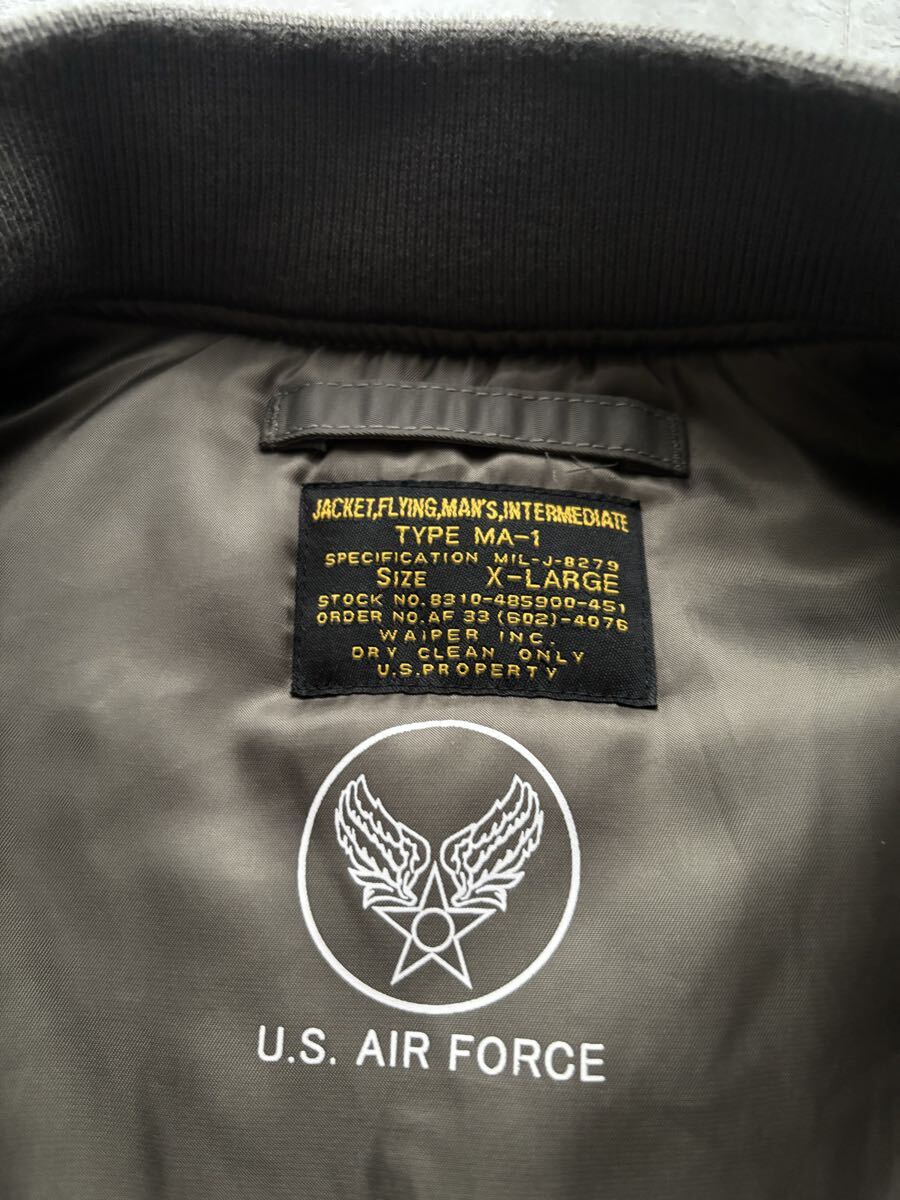 JACKET,FLYING,MAN'S,INTERMEDIATE
TYPE MA-1
SPECIFICATION MIL-J-8279
SIZE X-LARGE
STOCK NO.8310-485900-451
ORDER NO.AF 33 (602)-4076
WAIPER INC.
DRY CLEAN ONLY
U.S.PROPERTY
U.S. AIR FORCE